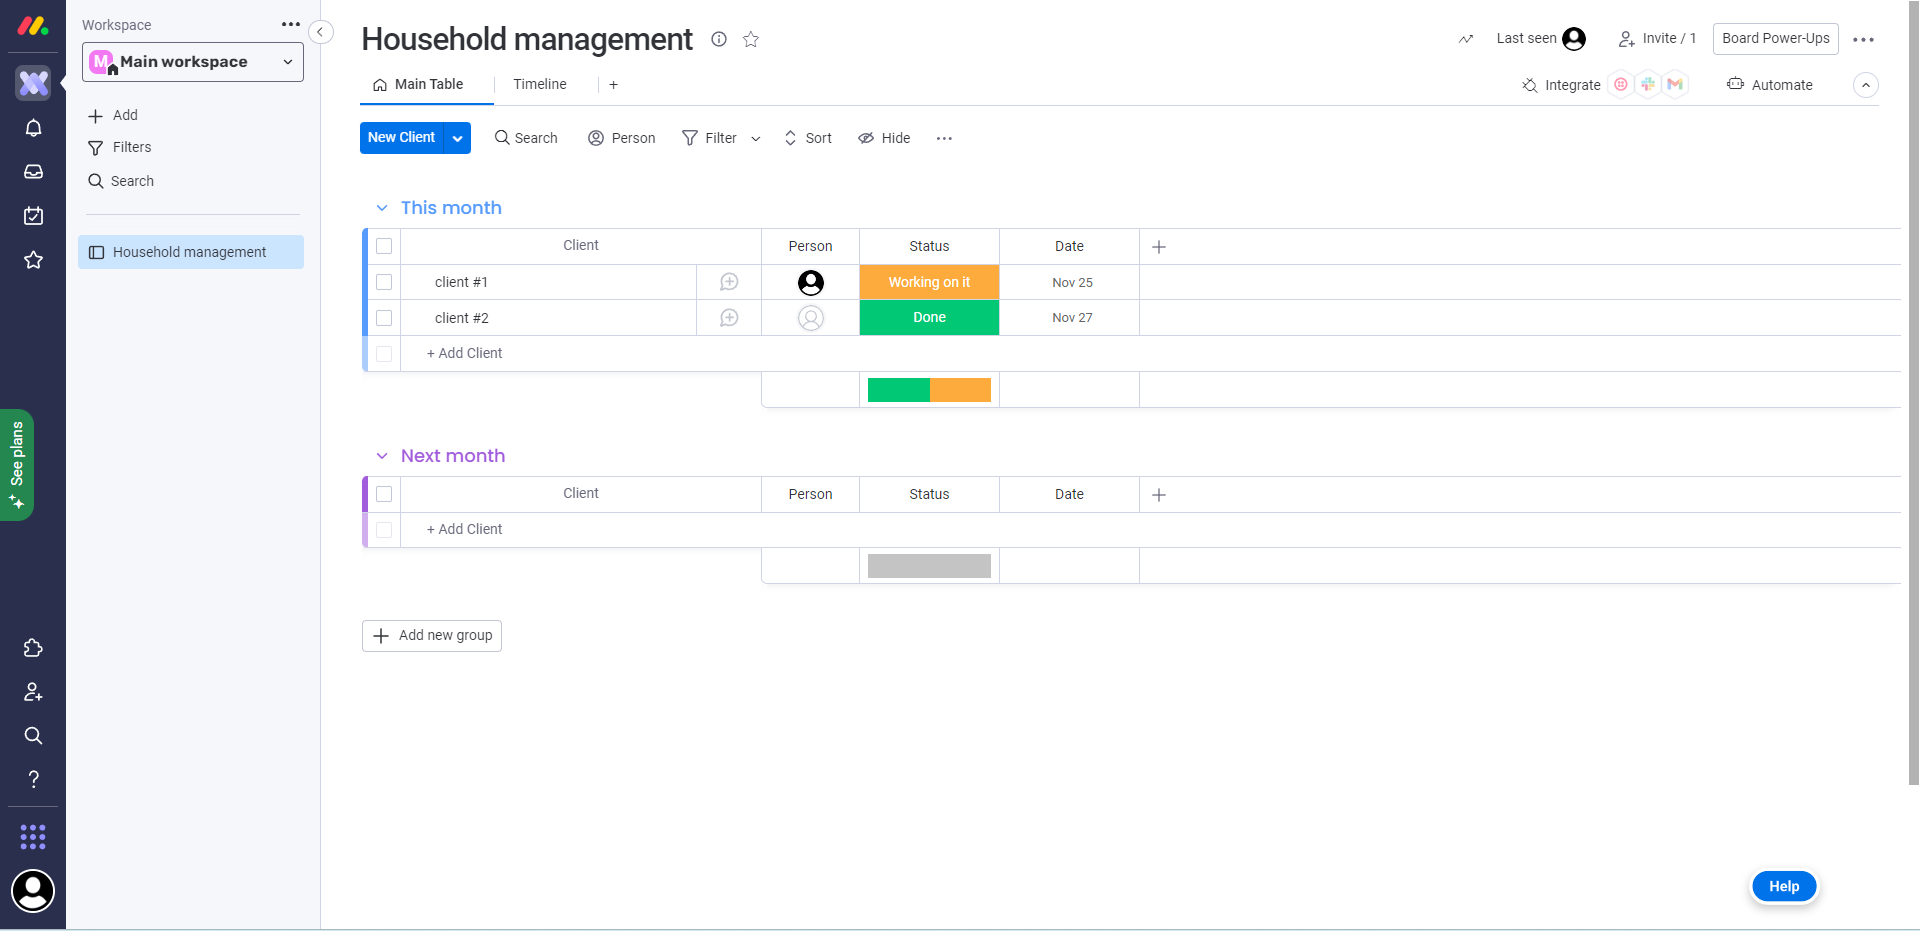 Workspace
M Main workspace
Add
Filters
Search
Household management
See plans
Household management
Last seen
Invite / 1
Board Power-Ups
Main Table
Timeline
+
Integrate
Automate
New Client
Search
Person
Filter
Sort
Hide
This month
Client Person Status Date
client #1 Working on it Nov 25
client #2 Done Nov 27
+ Add Client
Next month
Client Person Status Date
+ Add Client
Add new group
Help